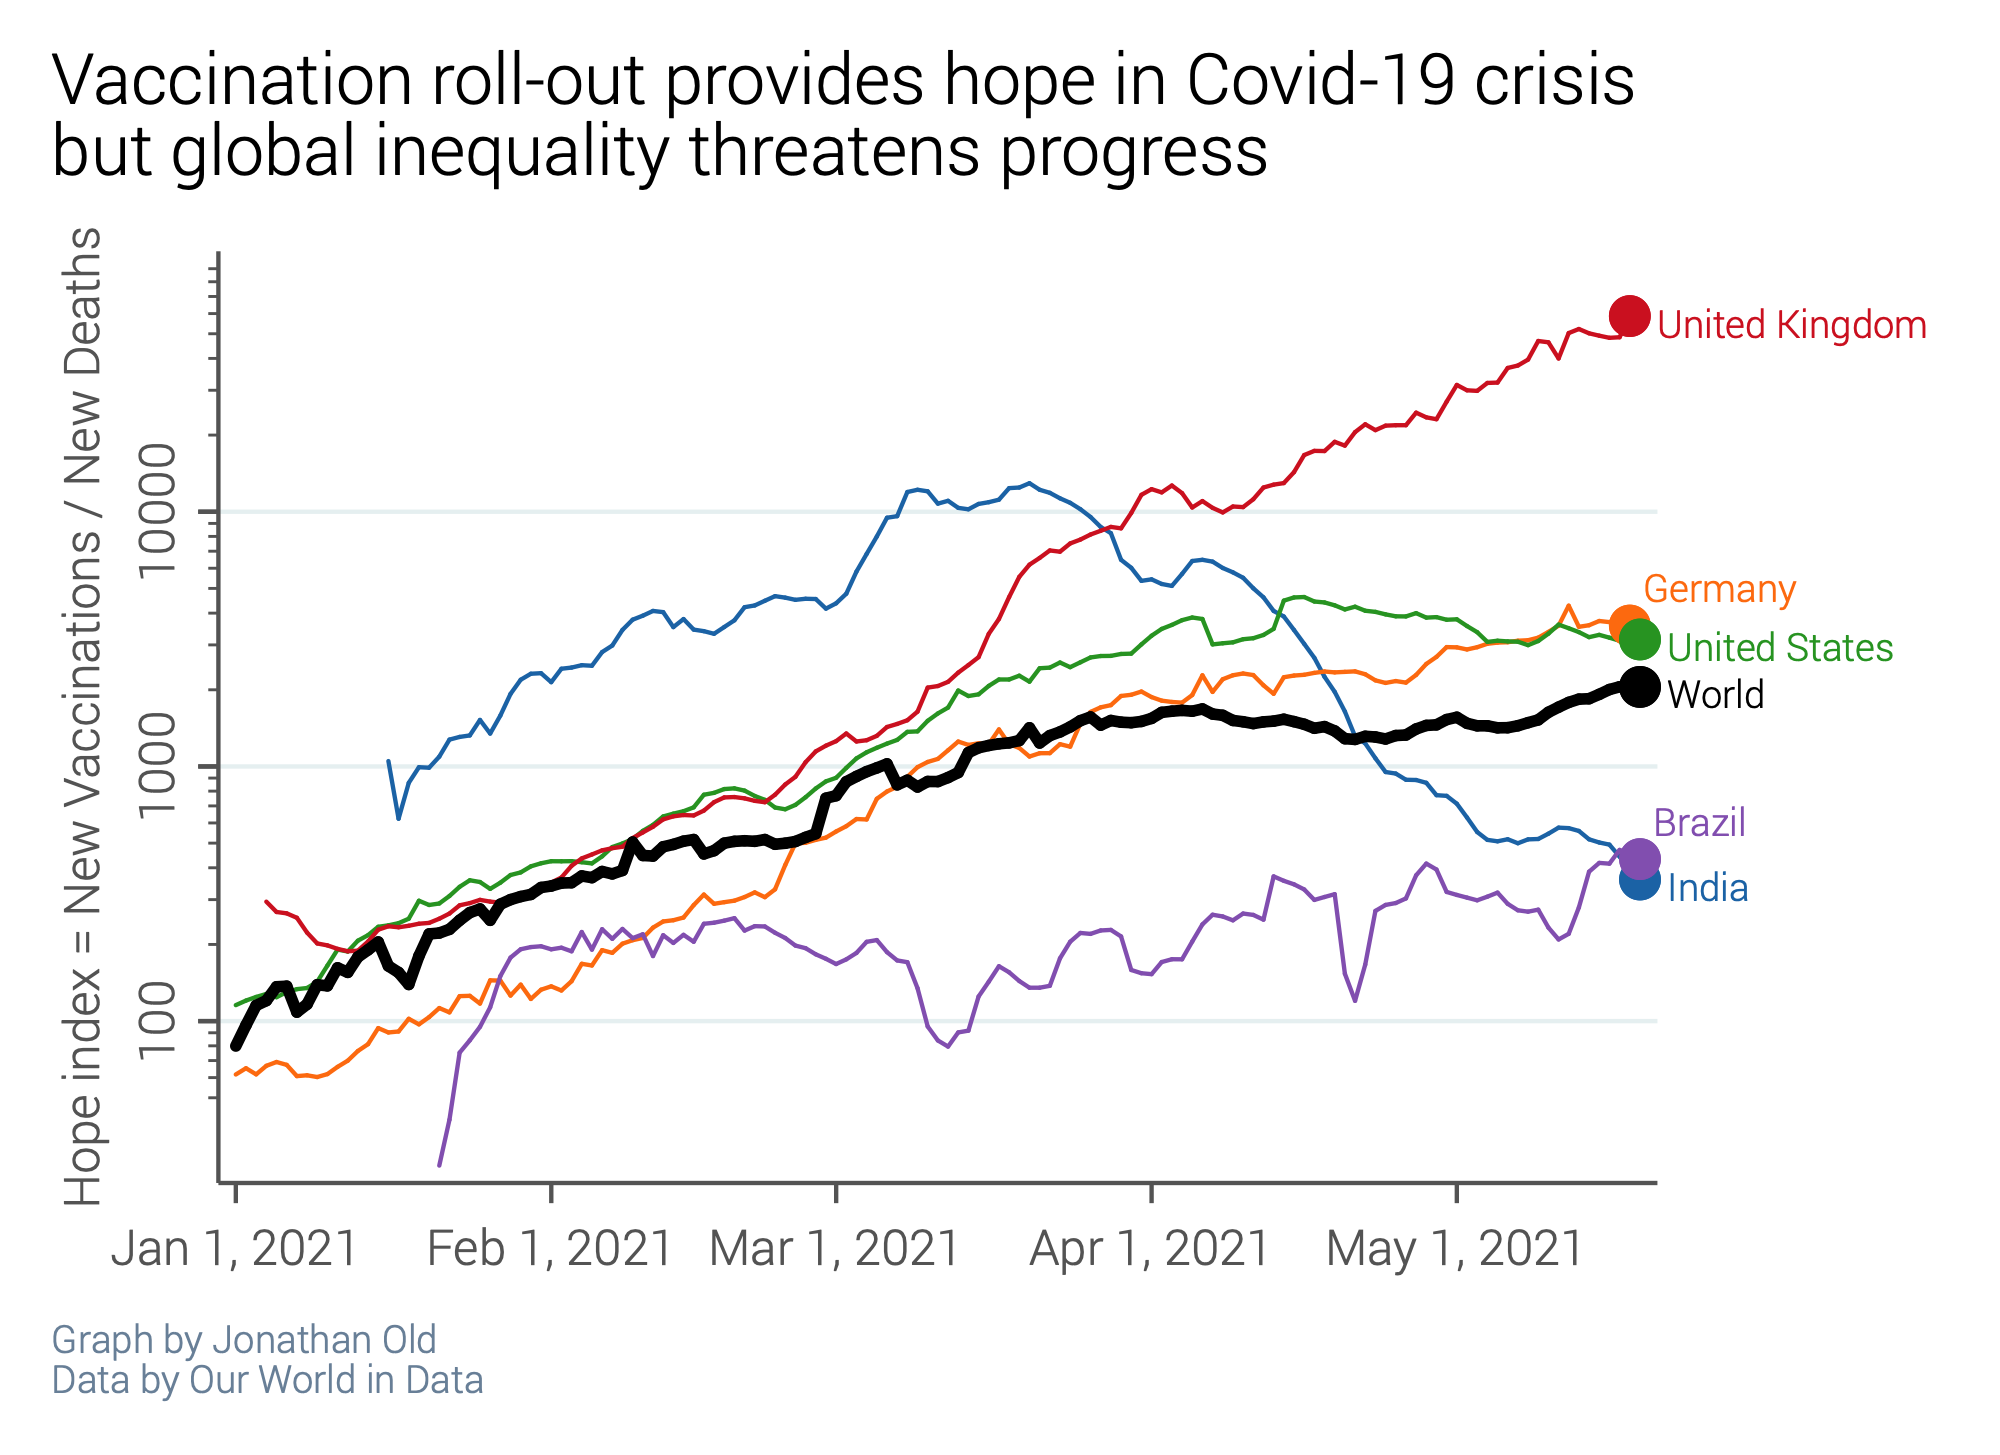 Vaccination roll-out provides hope in Covid-19 crisis
but global inequality threatens progress
Hope index = New Vaccinations / New Deaths
10000
1000
100
United Kingdom
Germany
United States
World
Brazil
India
Jan 1, 2021
Feb 1, 2021
Mar 1, 2021
Apr 1, 2021
May 1, 2021
Graph by Jonathan Old
Data by Our World in Data